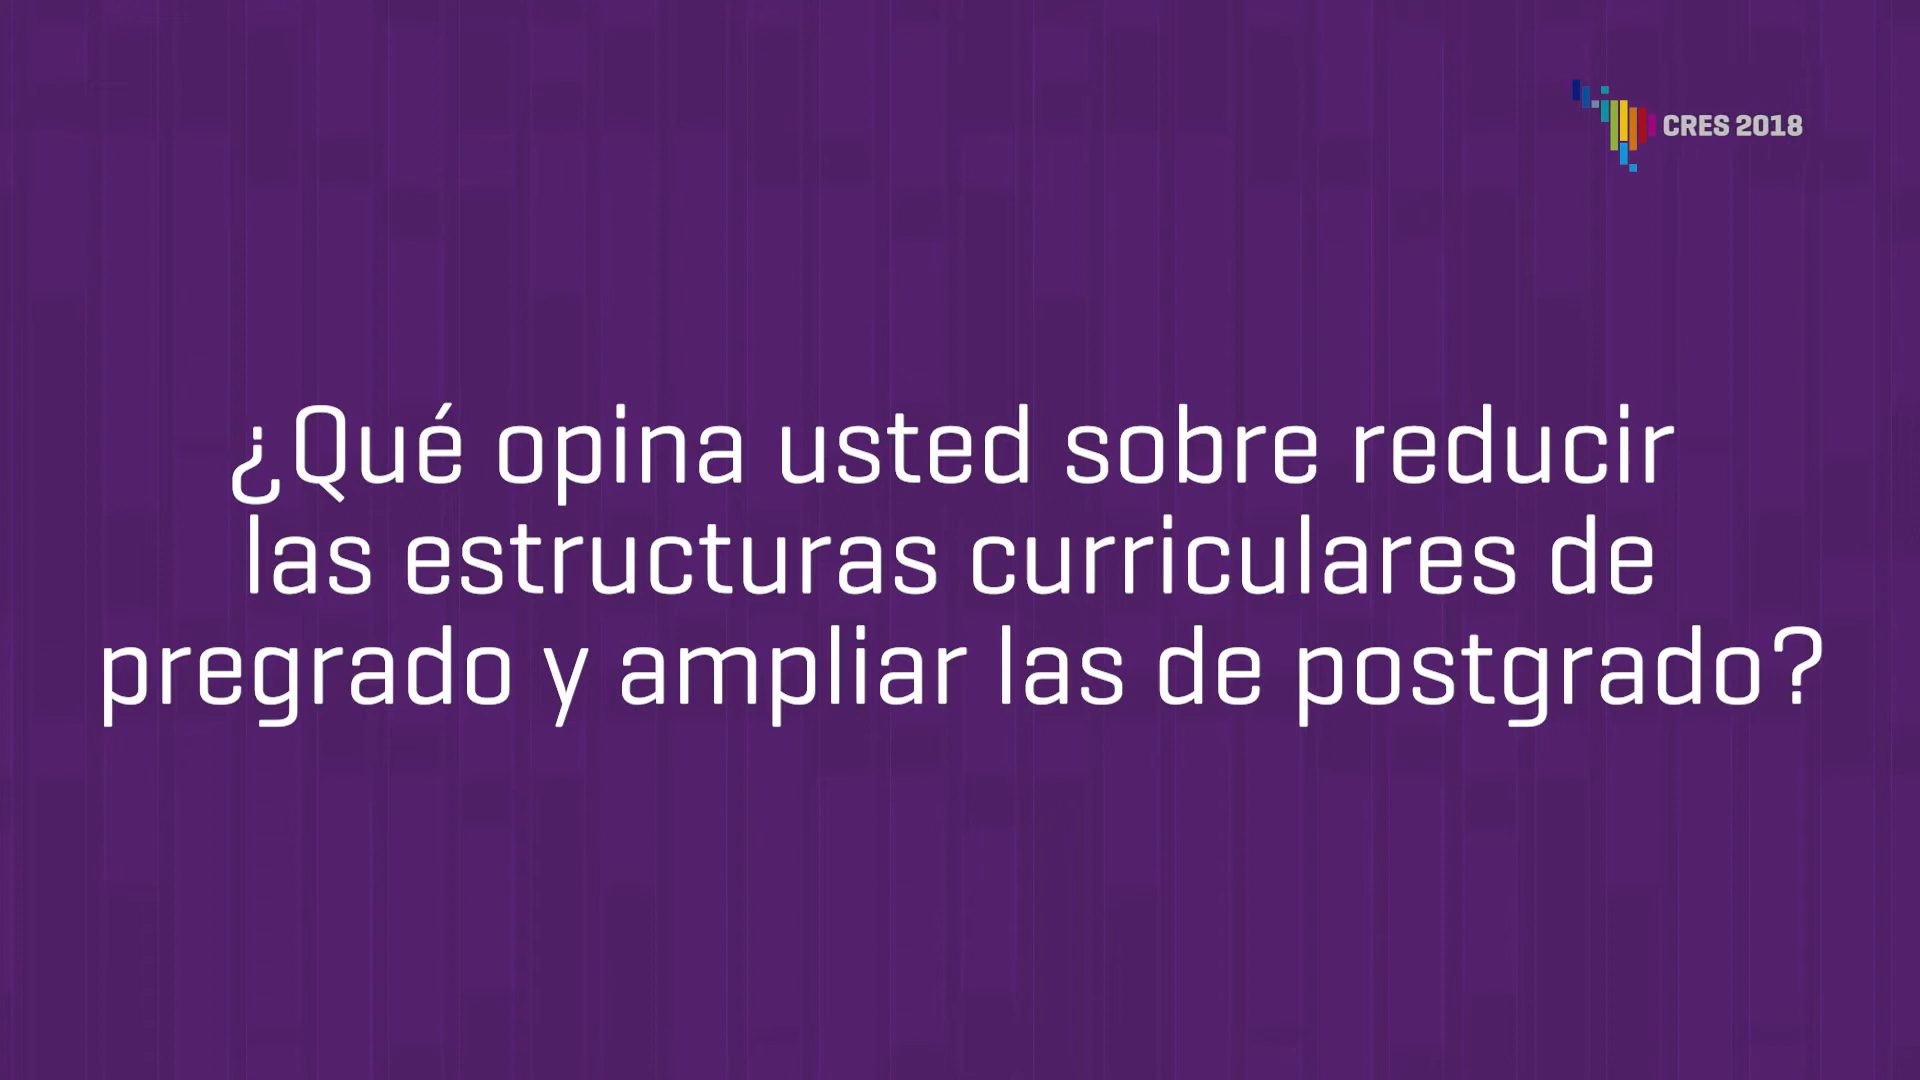 CRES 2018
¿Qué opina usted sobre reducir
las estructuras curriculares de
pregrado y ampliar las de postgrado?